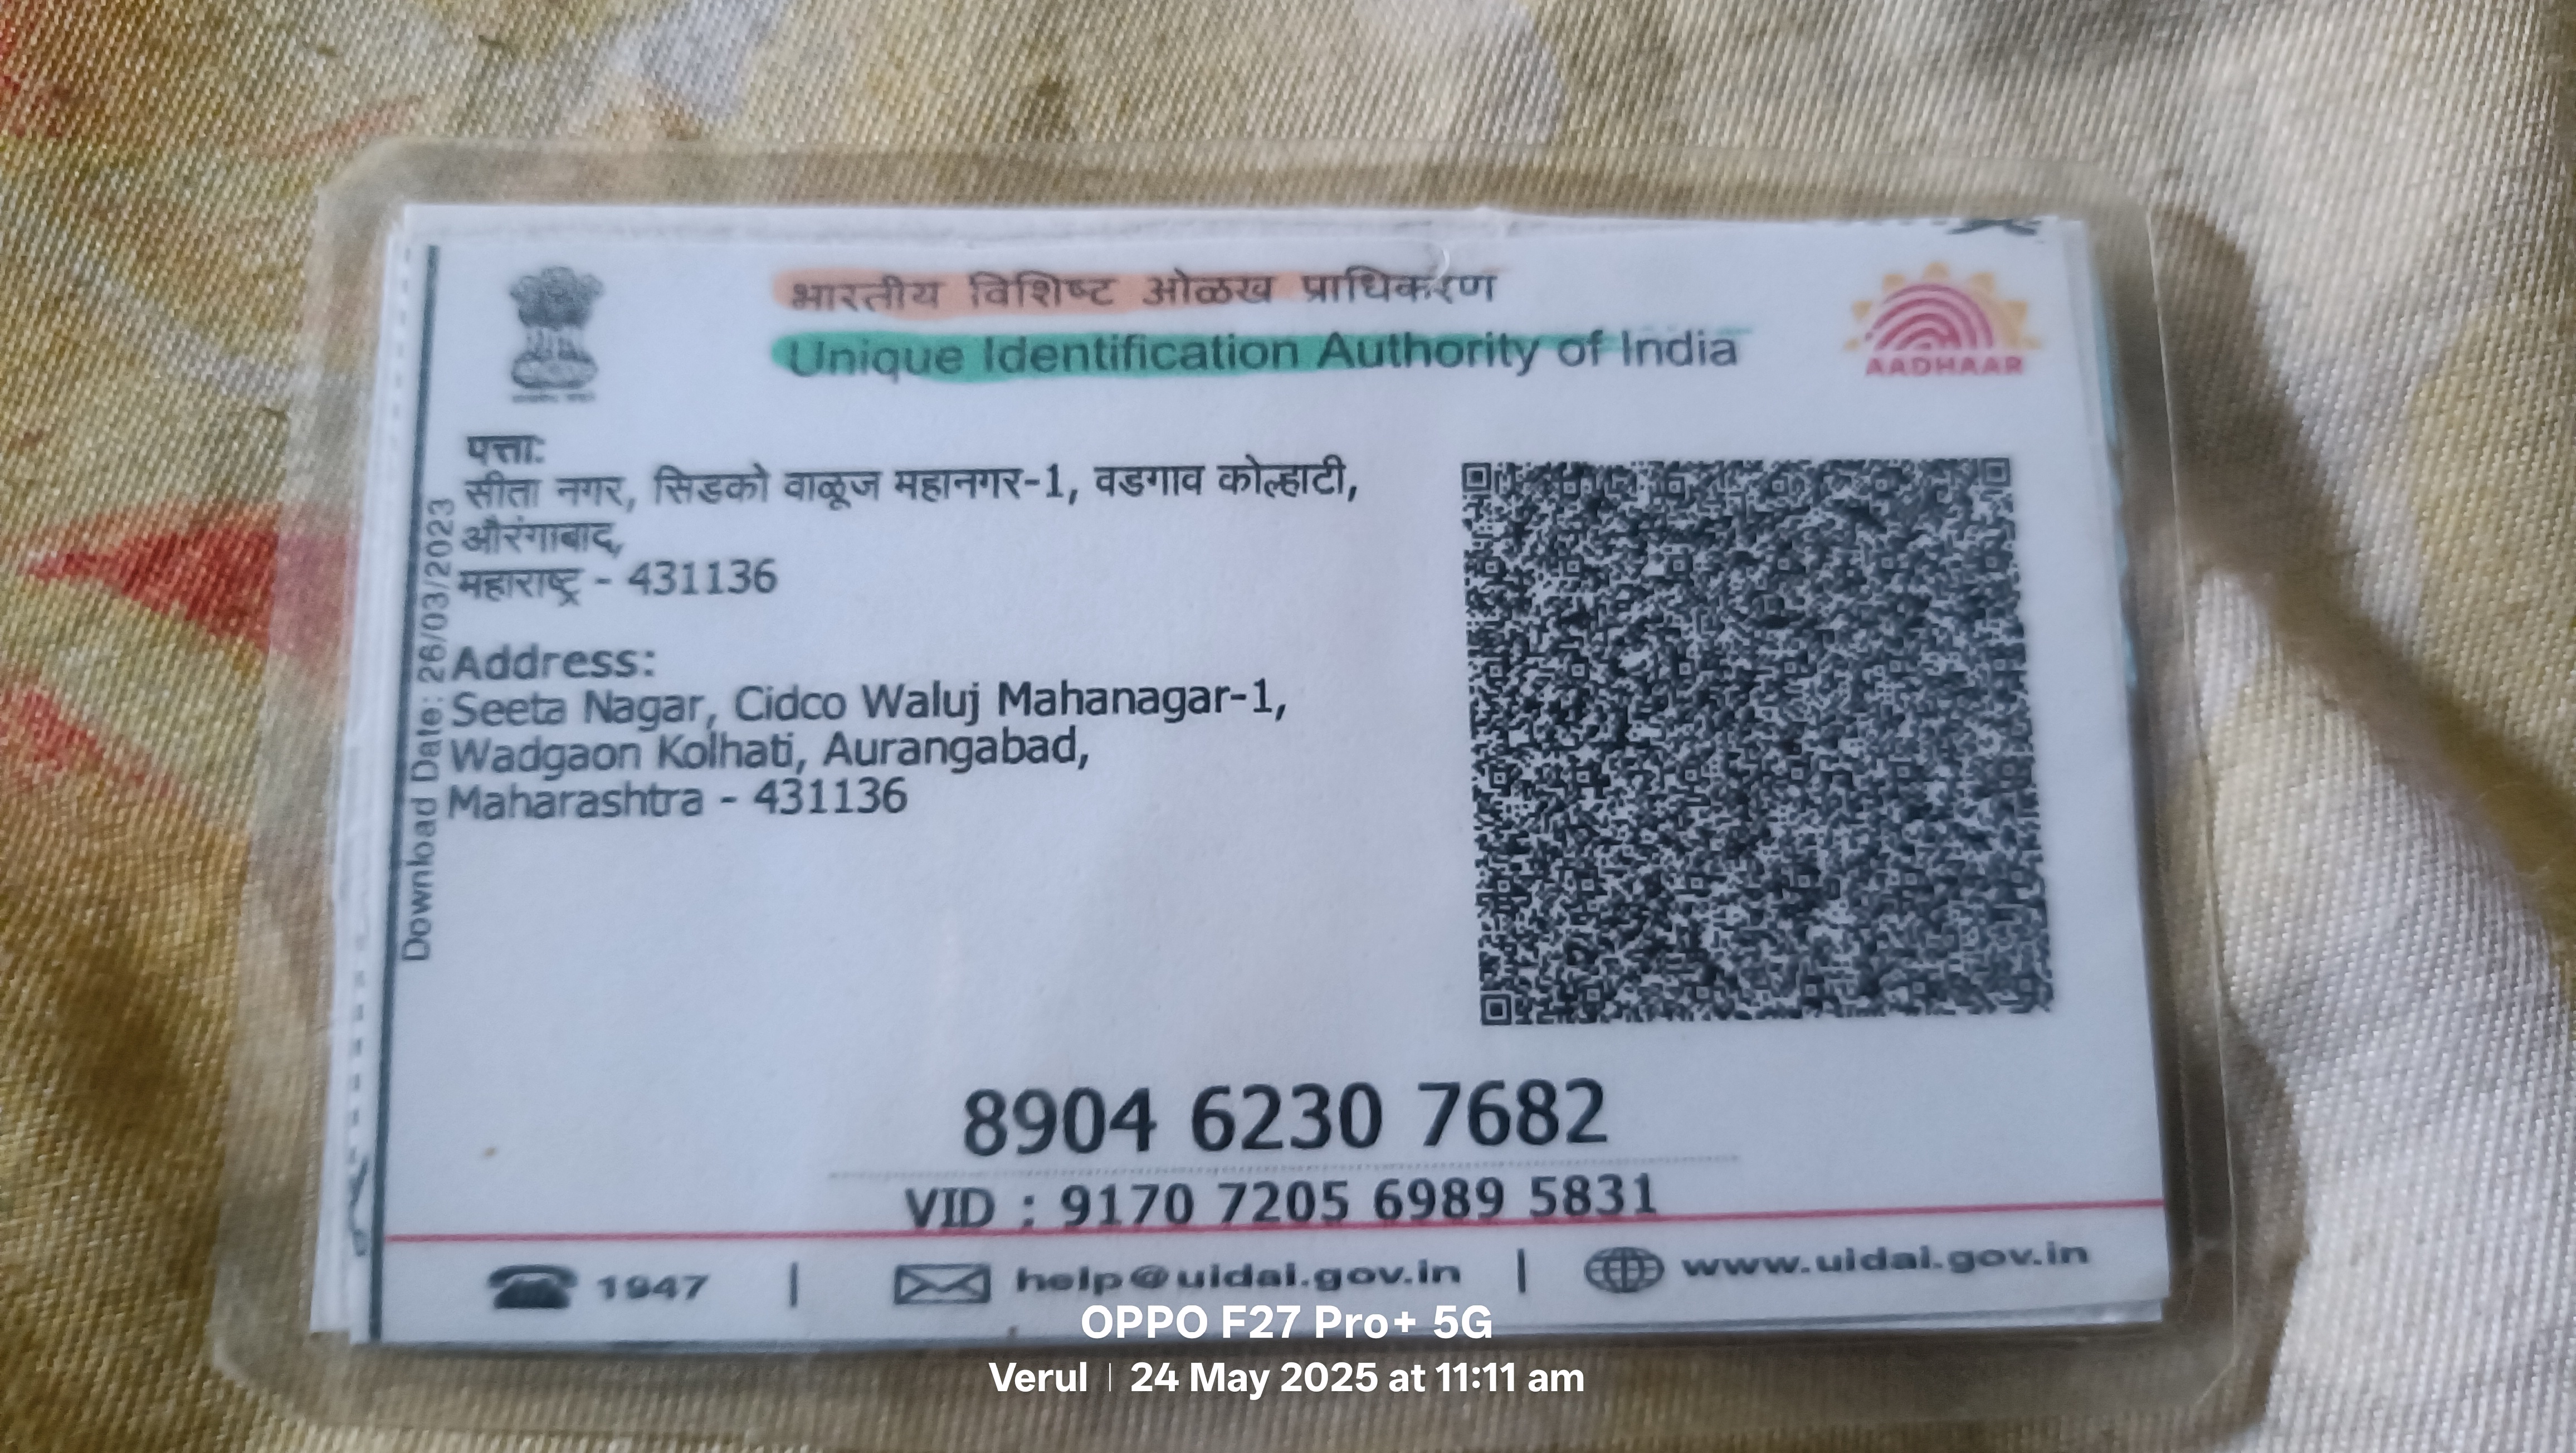 भारतीय विशिष्ट ओळख प्राधिकरण
Unique Identification Authority of India
AADHAAR
पत्ता:
सीता नगर, सिडको वाळूज महानगर-1, वडगाव कोल्हाटी,
औरंगाबाद,
महाराष्ट्र - 431136
Address:
Seeta Nagar, Cidco Waluj Mahanagar-1,
Wadgaon Kolhati, Aurangabad,
Maharashtra - 431136
Download Date: 26/03/2023
8904 6230 7682
VID : 9170 7205 6989 5831
1947 | help@uidai.gov.in | www.uidai.gov.in
OPPO F27 Pro+ 5G
Verul | 24 May 2025 at 11:11 am